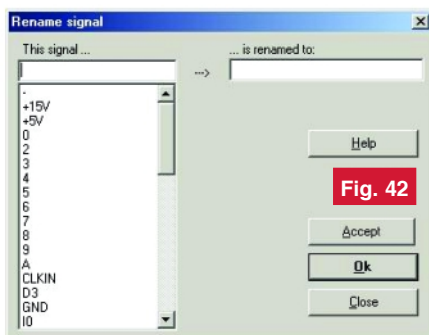 Rename signal
This signal ...
... is renamed to:
--->
-
+15V
+5V
0
2
3
4
5
6
7
8
9
A
CLKIN
D3
GND
I0
Help
Fig. 42
Accept
Ok
Close